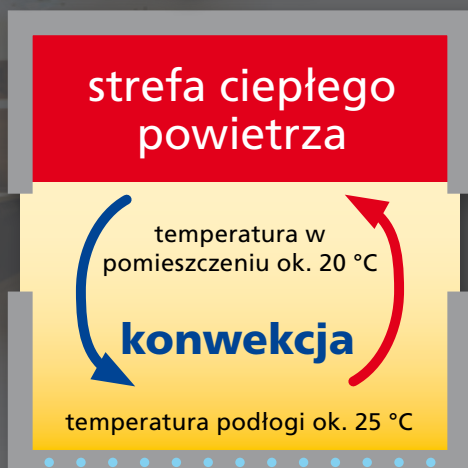 strefa ciepłego
powietrza
temperatura w
pomieszczeniu ok. 20 °C
konwekcja
temperatura podłogi ok. 25 °C